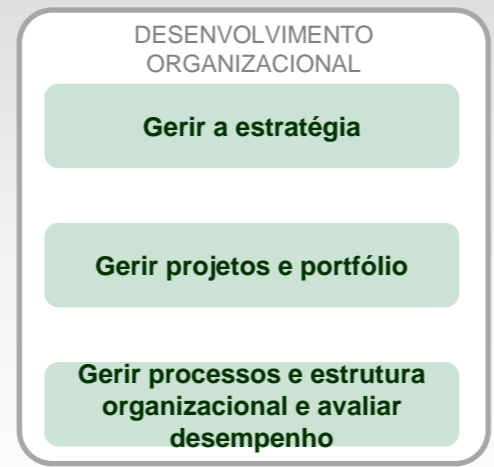 DESENVOLVIMENTO
ORGANIZACIONAL
Gerir a estratégia
Gerir projetos e portfólio
Gerir processos e estrutura
organizacional e avaliar
desempenho